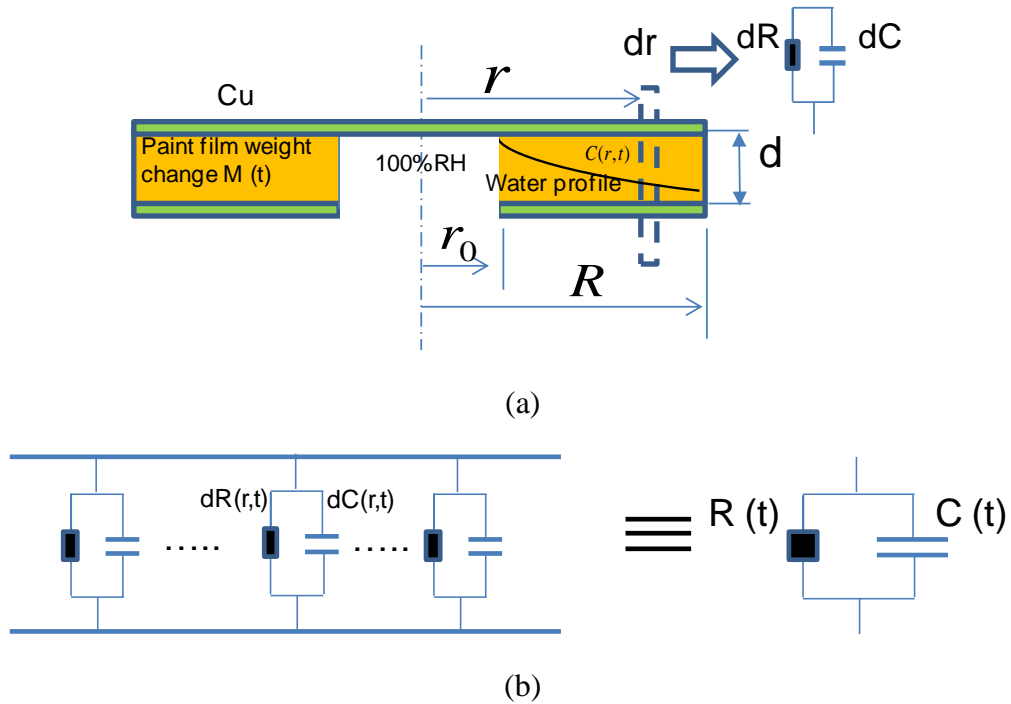 dr
dR
dC
r
Cu
Paint film weight
change M (t)
100%RH
C(r,t)
Water profile
d
r₀
R
(a)
dR(r,t)
dC(r,t)
.....
.....
R (t)
C (t)
(b)